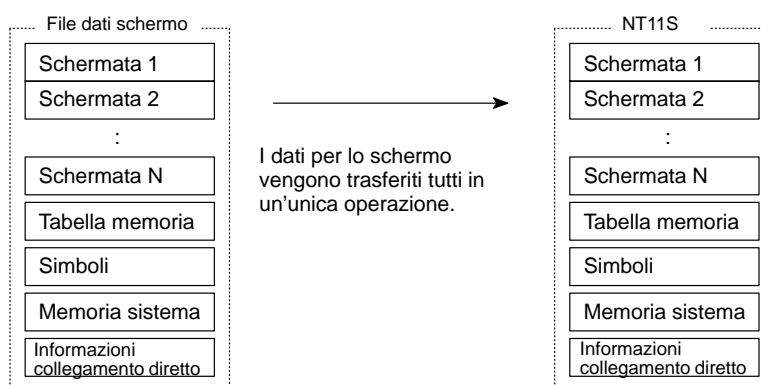 File dati schermo
Schermata 1
Schermata 2
:
Schermata N
Tabella memoria
Simboli
Memoria sistema
Informazioni
collegamento diretto
I dati per lo schermo
vengono trasferiti tutti in
un'unica operazione.
NT11S
Schermata 1
Schermata 2
:
Schermata N
Tabella memoria
Simboli
Memoria sistema
Informazioni
collegamento diretto